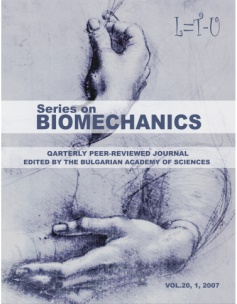 L=T-U
Series on
BIOMECHANICS
QARTERLY PEER-REVIEWED JOURNAL
EDITED BY THE BULGARIAN ACADEMY OF SCIENCES
VOL.20, 1, 2007